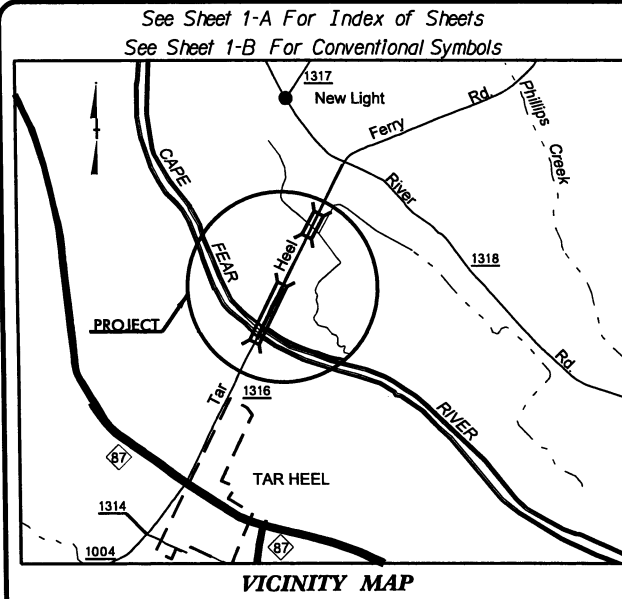 See Sheet 1-A For Index of Sheets
See Sheet 1-B For Conventional Symbols
1317
New Light
Ferry Rd.
Phillips Creek
CAPE FEAR RIVER
River Rd.
1318
Tar Heel
PROJECT
1316
87
TAR HEEL
1314
1004
87
VICINITY MAP